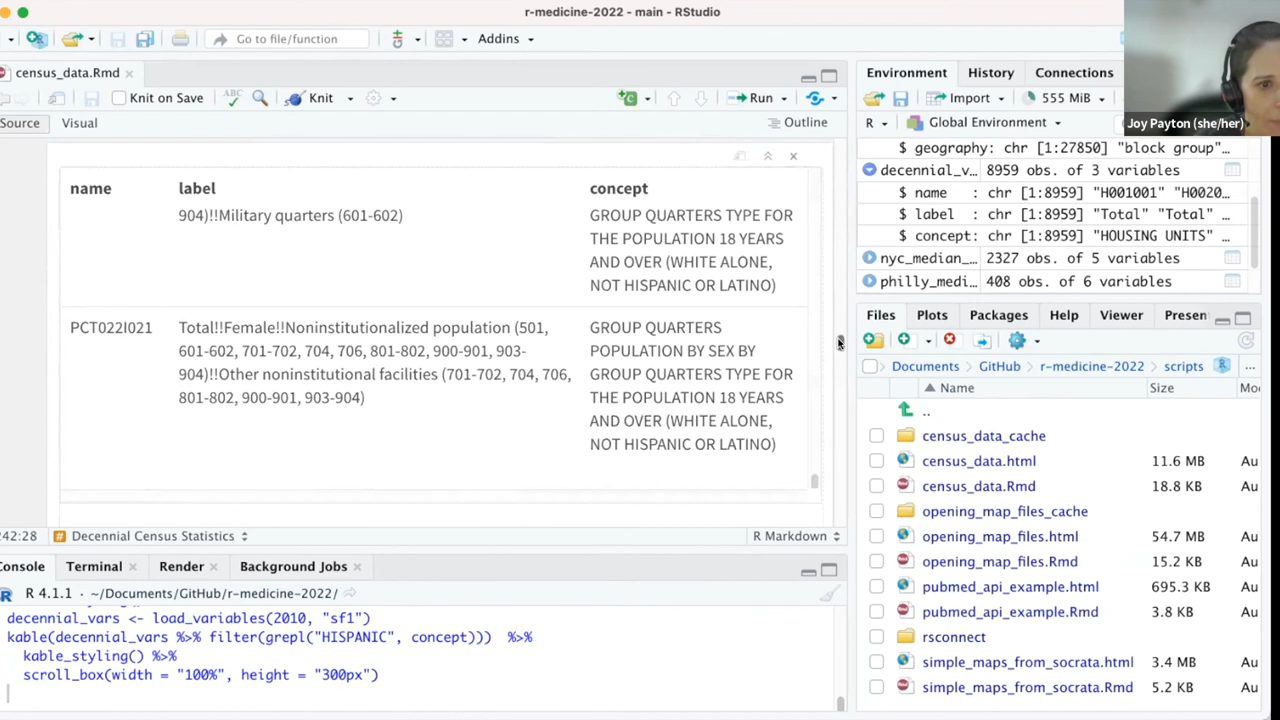 r-medicine-2022 - main - RStudio
Go to file/function
Addins
census_data.Rmd
Knit on Save
ABC
Knit
Run
Source
Visual
Outline
name label concept
904)!!Military quarters (601-602)
GROUP QUARTERS TYPE FOR
THE POPULATION 18 YEARS
AND OVER (WHITE ALONE,
NOT HISPANIC OR LATINO)
PCT022I021
Total!!Female!!Noninstitutionalized population (501,
601-602, 701-702, 704, 706, 801-802, 900-901, 903-
904)!!Other noninstitutional facilities (701-702, 704, 706,
801-802, 900-901, 903-904)
GROUP QUARTERS
POPULATION BY SEX BY
GROUP QUARTERS TYPE FOR
THE POPULATION 18 YEARS
AND OVER (WHITE ALONE,
NOT HISPANIC OR LATINO)
242:28
# Decennial Census Statistics
R Markdown
Console
Terminal
Render
Background Jobs
R 4.1.1 · ~/Documents/GitHub/r-medicine-2022/
decennial_vars <- load_variables(2010, "sf1")
kable(decennial_vars %>% filter(grepl("HISPANIC", concept))) %>%
kable_styling() %>%
scroll_box(width = "100%", height = "300px")
Environment
History
Connections
Import
555 MiB
R
Global Environment
Joy Payton (she/her)
$ geography: chr [1:27850] "block group"…
decennial_v… 8959 obs. of 3 variables
$ name : chr [1:8959] "H001001" "H0020…
$ label : chr [1:8959] "Total" "Total" …
$ concept: chr [1:8959] "HOUSING UNITS" …
nyc_median_… 2327 obs. of 5 variables
philly_medi… 408 obs. of 6 variables
Files
Plots
Packages
Help
Viewer
Presen
Documents
GitHub
r-medicine-2022
scripts
R
...
Name Size Mo
..
census_data_cache
census_data.html 11.6 MB Au
census_data.Rmd 18.8 KB Au
opening_map_files_cache
opening_map_files.html 54.7 MB Au
opening_map_files.Rmd 15.2 KB Au
pubmed_api_example.html 695.3 KB Au
pubmed_api_example.Rmd 3.8 KB Au
rsconnect
simple_maps_from_socrata.html 3.4 MB Au
simple_maps_from_socrata.Rmd 5.2 KB Au